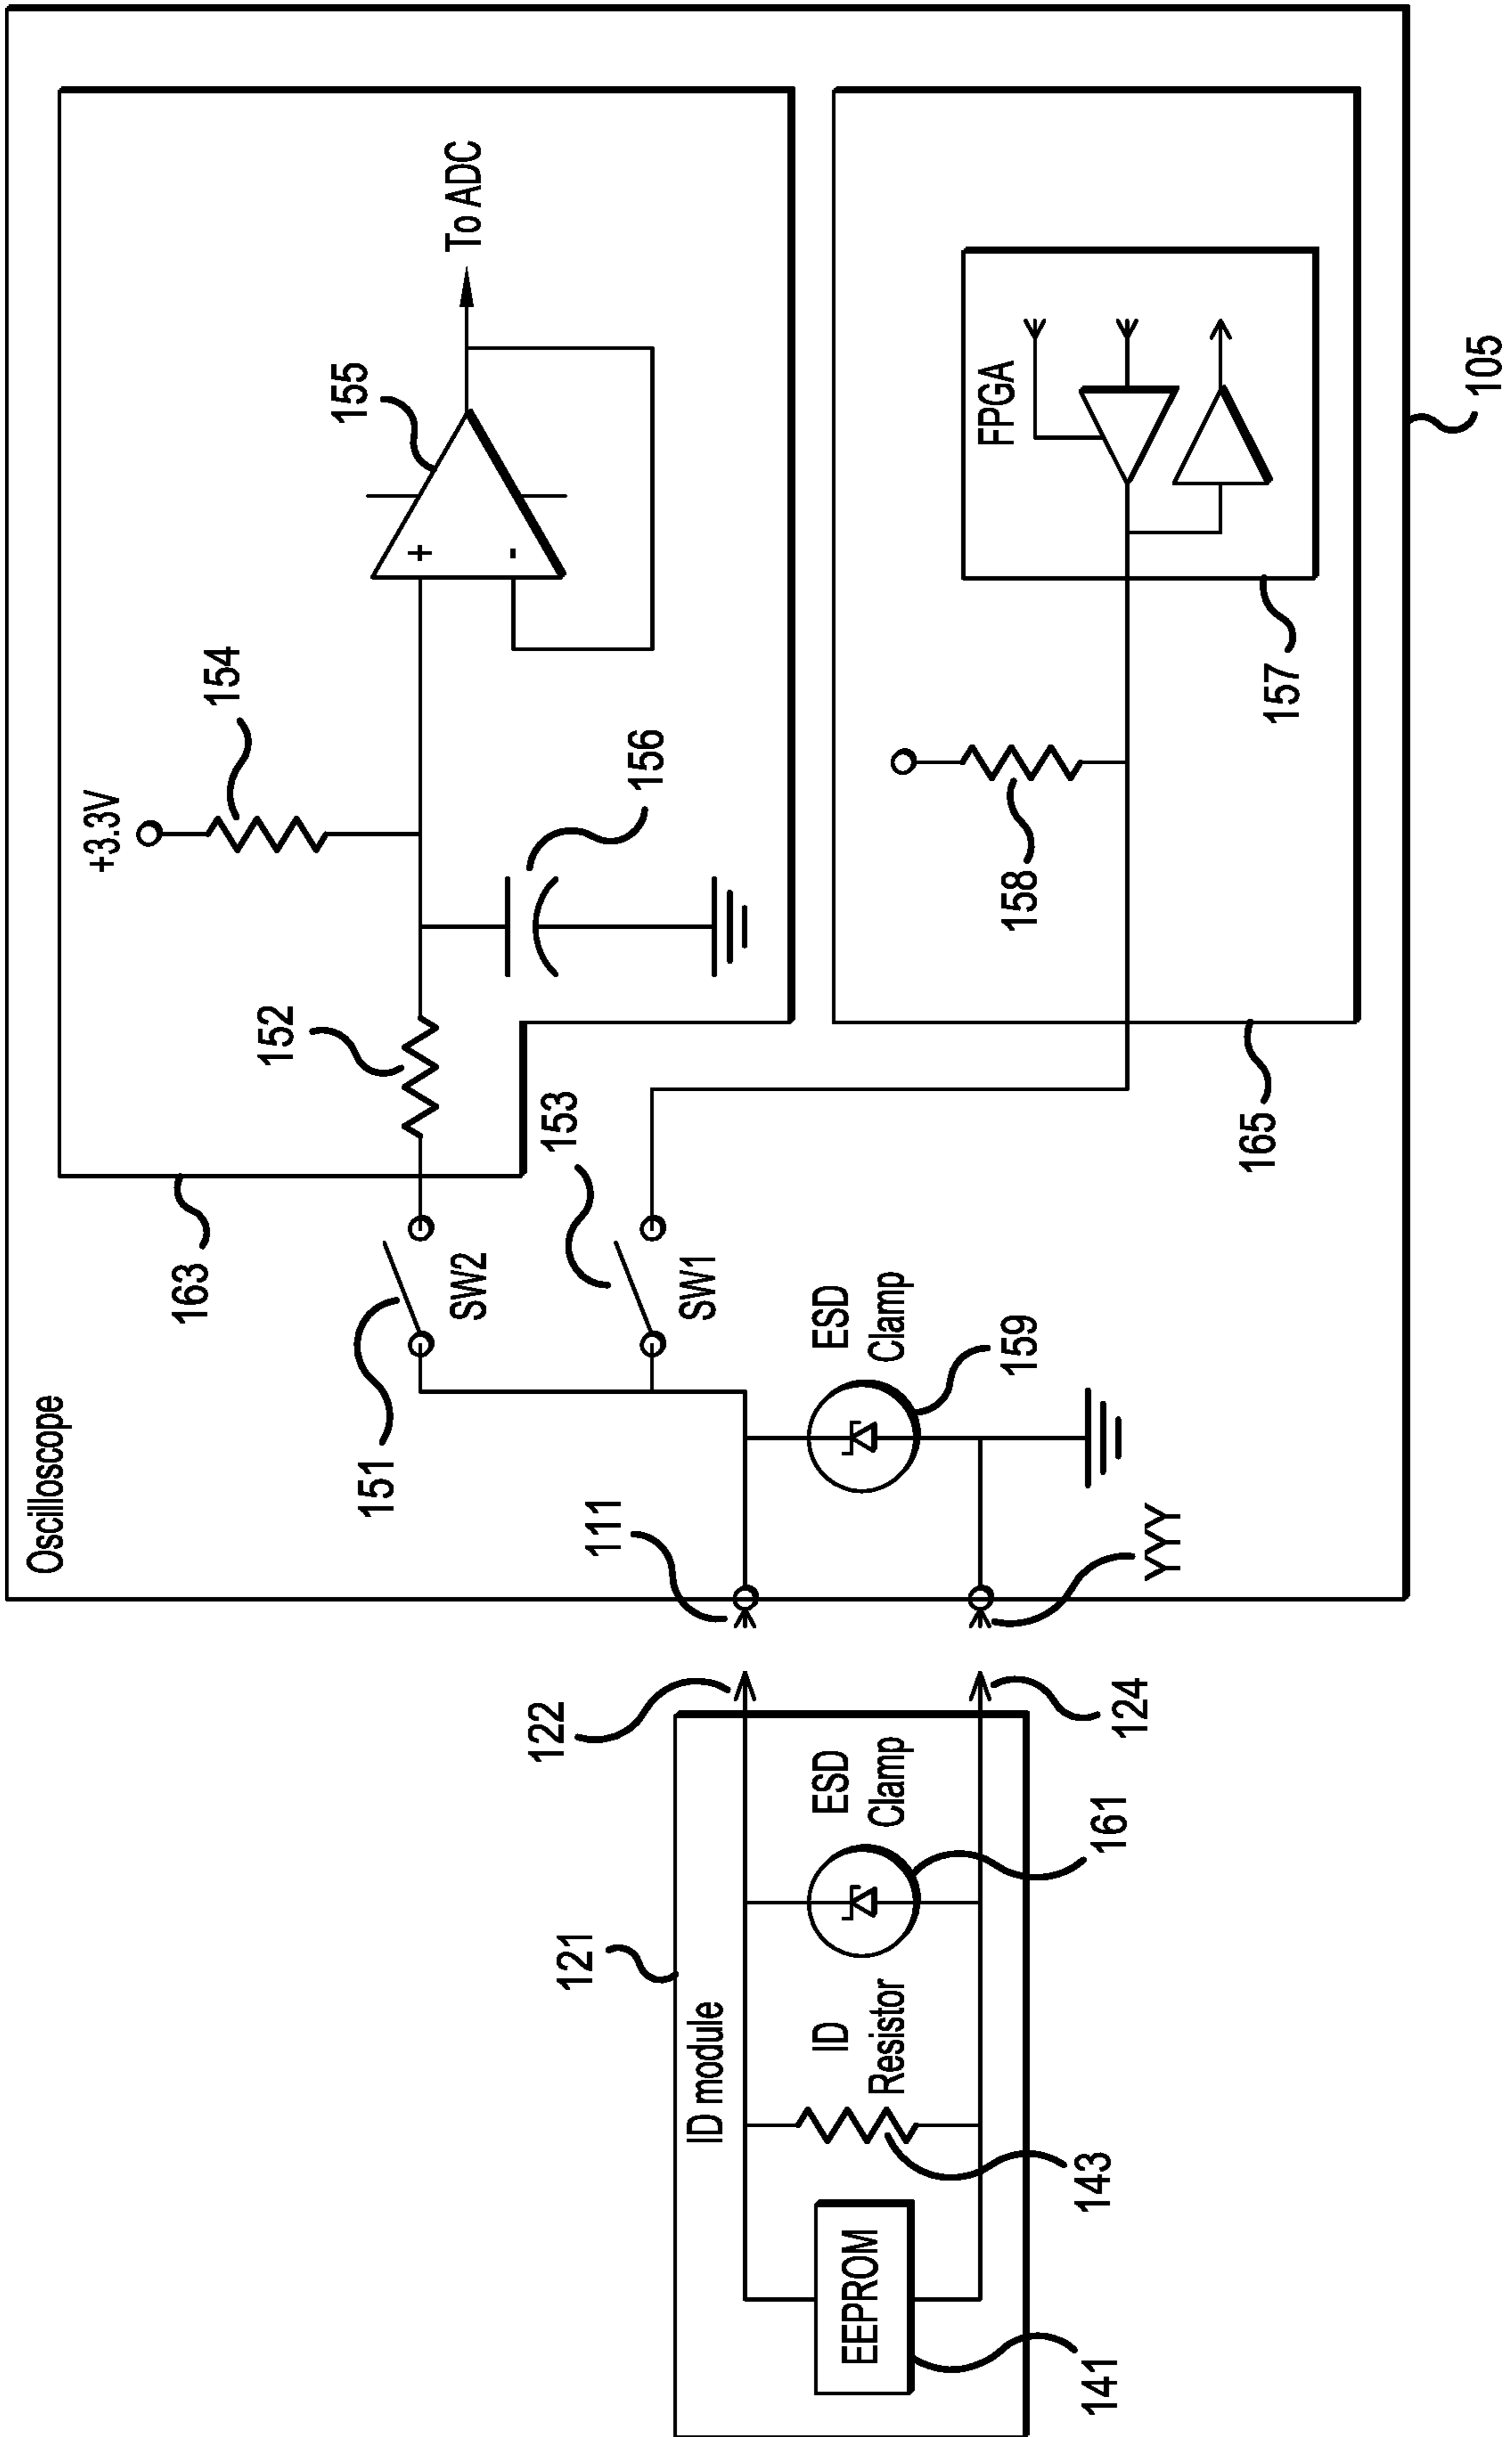 Oscilloscope
163
+3.3V
154
152
155
To ADC
+
-
156
151
SW2
153
SW1
158
FPGA
157
165
105
111
ESD
Clamp
159
YYY
122
124
121
ID module
ESD
Clamp
161
ID
Resistor
143
EEPROM
141